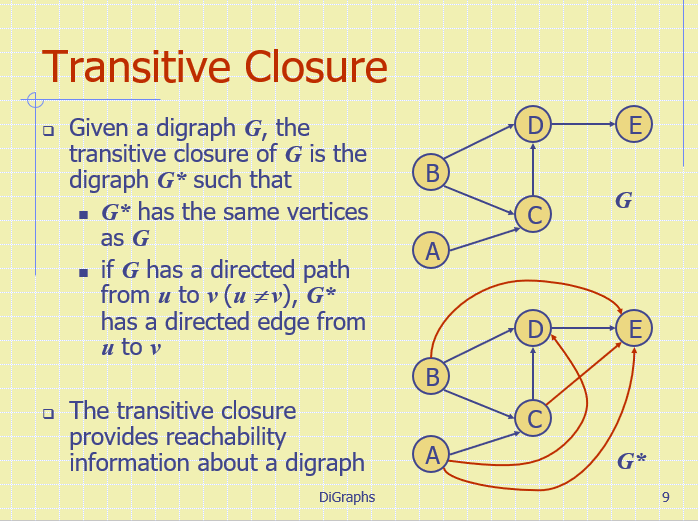 Transitive Closure
Given a digraph G, the
transitive closure of G is the
digraph G* such that
G* has the same vertices
as G
if G has a directed path
from u to v (u ≠ v), G*
has a directed edge from
u to v
The transitive closure
provides reachability
information about a digraph
D
E
B
C
G
A
D
E
B
C
A
G*
DiGraphs
9